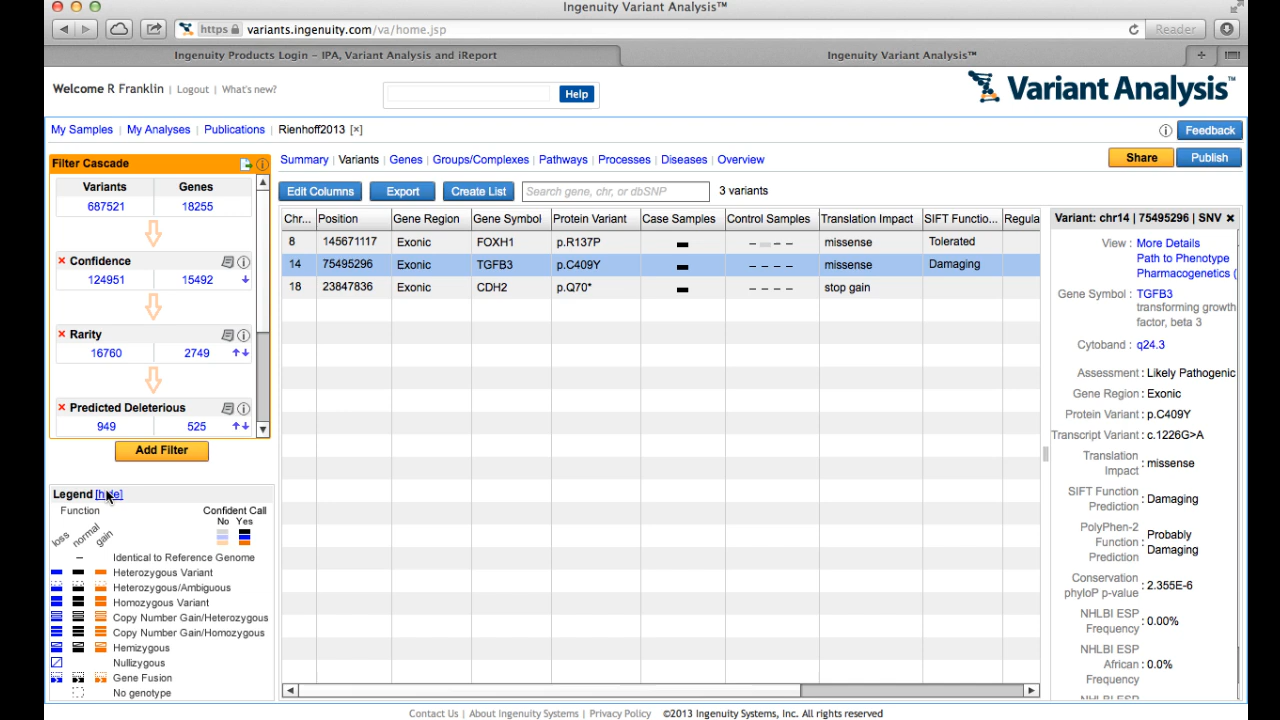 Ingenuity Variant Analysis™
https variants.ingenuity.com/va/home.jsp
Reader
Ingenuity Products Login – IPA, Variant Analysis and iReport
Ingenuity Variant Analysis™
Welcome R Franklin | Logout | What's new?
Help
Variant Analysis™
My Samples | My Analyses | Publications | Rienhoff2013 [×]
Feedback
Filter Cascade
Variants Genes
687521 18255
Confidence
124951 15492
Rarity
16760 2749
Predicted Deleterious
949 525
Add Filter
Legend [hide]
Function
loss normal gain
Confident Call
No Yes
Identical to Reference Genome
Heterozygous Variant
Heterozygous/Ambiguous
Homozygous Variant
Copy Number Gain/Heterozygous
Copy Number Gain/Homozygous
Hemizygous
Nullizygous
Gene Fusion
No genotype
Summary | Variants | Genes | Groups/Complexes | Pathways | Processes | Diseases | Overview
Share
Publish
Edit Columns
Export
Create List
Search gene, chr, or dbSNP
3 variants
Chr... Position Gene Region Gene Symbol Protein Variant Case Samples Control Samples Translation Impact SIFT Functio... Regula
8 145671117 Exonic FOXH1 p.R137P missense Tolerated
14 75495296 Exonic TGFB3 p.C409Y missense Damaging
18 23847836 Exonic CDH2 p.Q70* stop gain
Variant: chr14 | 75495296 | SNV ×
View : More Details
Path to Phenotype
Pharmacogenetics (
Gene Symbol : TGFB3
transforming growth
factor, beta 3
Cytoband : q24.3
Assessment : Likely Pathogenic
Gene Region : Exonic
Protein Variant : p.C409Y
Transcript Variant : c.1226G>A
Translation
Impact : missense
SIFT Function
Prediction : Damaging
PolyPhen-2
Function
Prediction : Probably
Damaging
Conservation
phyloP p-value : 2.355E-6
NHLBI ESP
Frequency : 0.00%
NHLBI ESP
African
Frequency : 0.0%
Contact Us | About Ingenuity Systems | Privacy Policy ©2013 Ingenuity Systems, Inc. All rights reserved